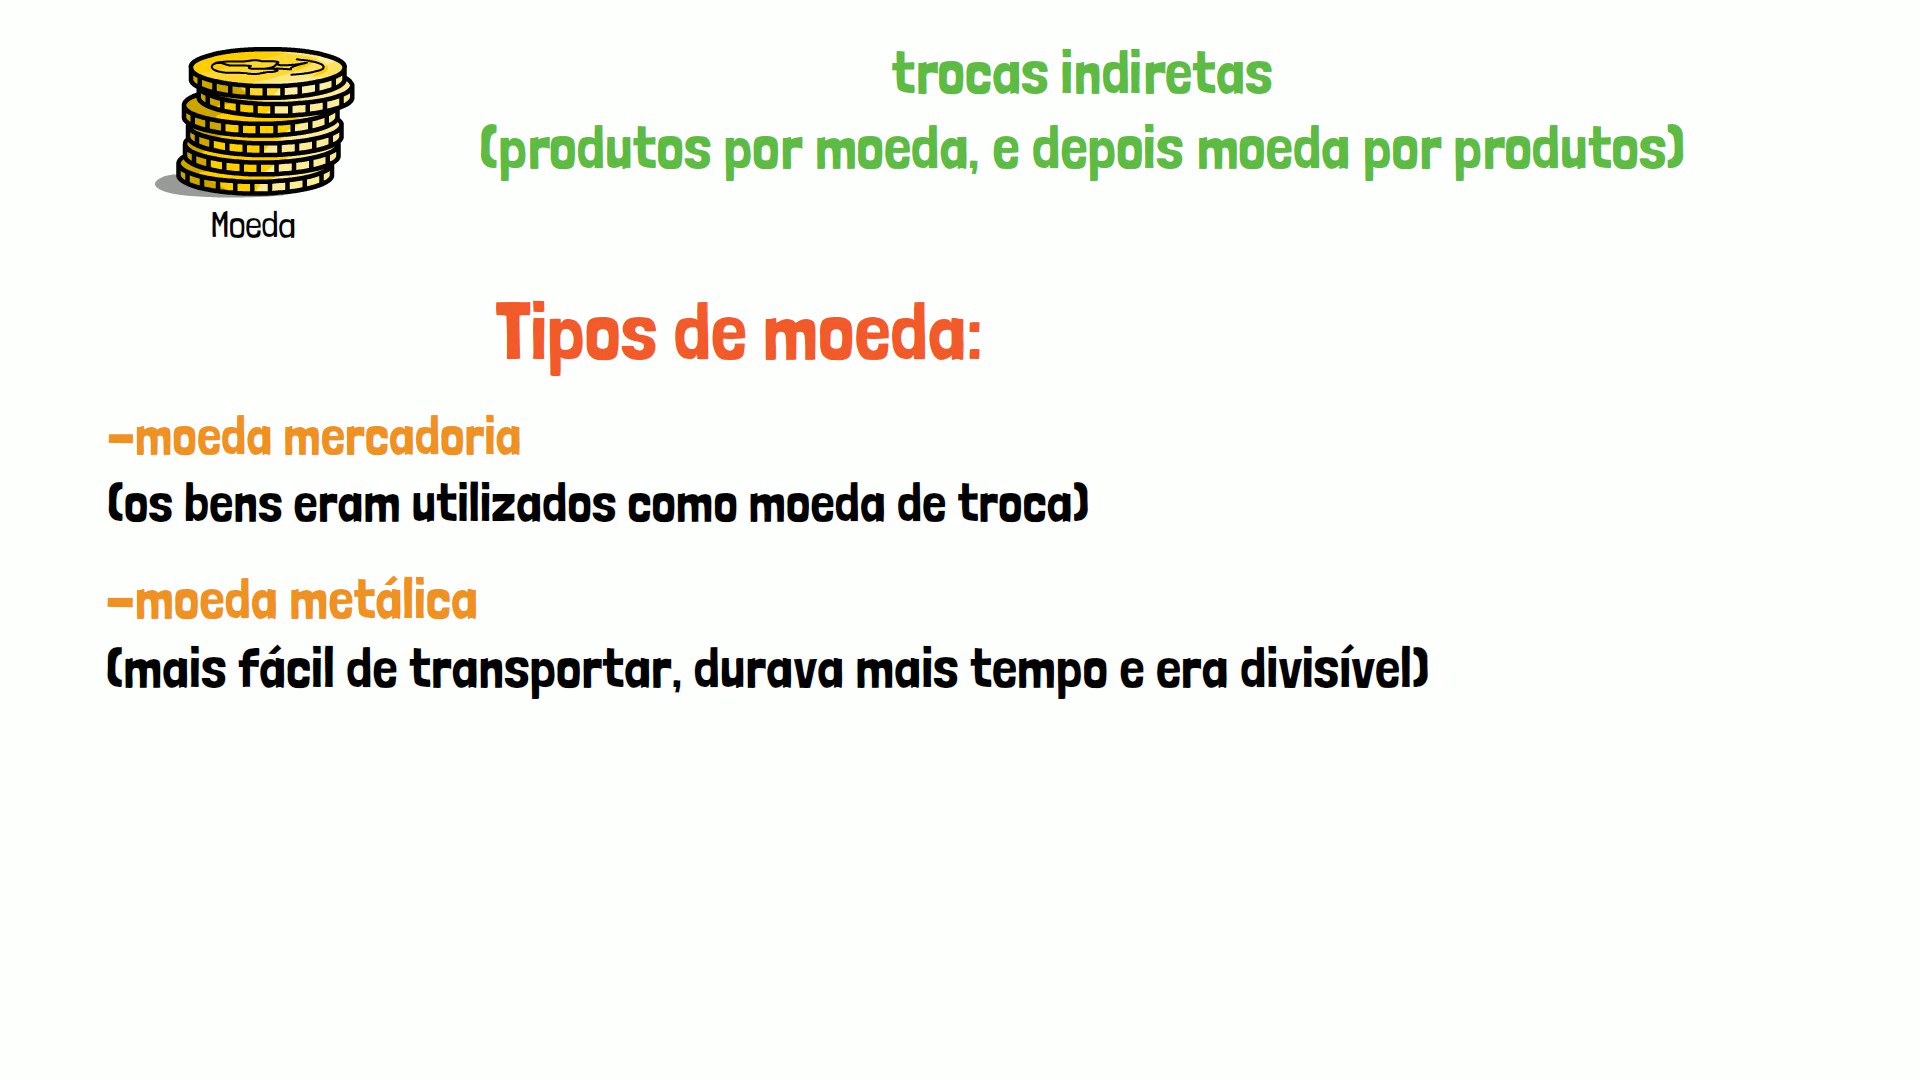 trocas indiretas
(produtos por moeda, e depois moeda por produtos)
Moeda
Tipos de moeda:
-moeda mercadoria
(os bens eram utilizados como moeda de troca)
-moeda metálica
(mais fácil de transportar, durava mais tempo e era divisível)